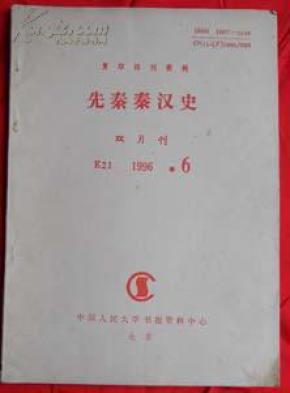 复印报刊资料
先秦秦汉史
双月刊
K21 1996 ● 6
中国人民大学书报资料中心
北京